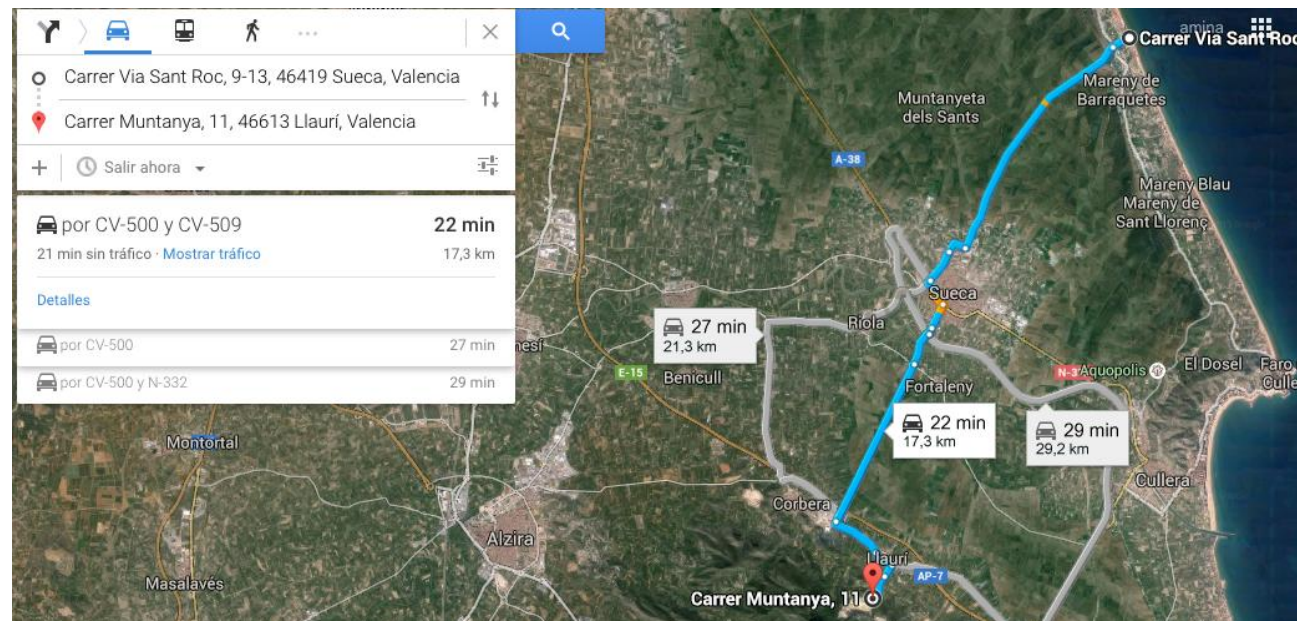 Carrer Via Sant Roc, 9-13, 46419 Sueca, Valencia
Carrer Muntanya, 11, 46613 Llaurí, Valencia
Salir ahora
por CV-500 y CV-509 22 min
21 min sin tráfico · Mostrar tráfico 17,3 km
Detalles
por CV-500 27 min
por CV-500 y N-332 29 min
amina
Carrer Via Sant Roc
Mareny de
Barraquetes
Muntanyeta
dels Sants
A-38
Mareny Blau
Mareny de
Sant Llorenç
Sueca
Riola
27 min
21,3 km
nesí
E-15
Benicull
N-3
Aquopolis
El Dosel
Faro
Culle
Fortaleny
22 min
17,3 km
29 min
29,2 km
Montortal
Cullera
Corbera
Alzira
Llaurí
AP-7
Masalavés
Carrer Muntanya, 11